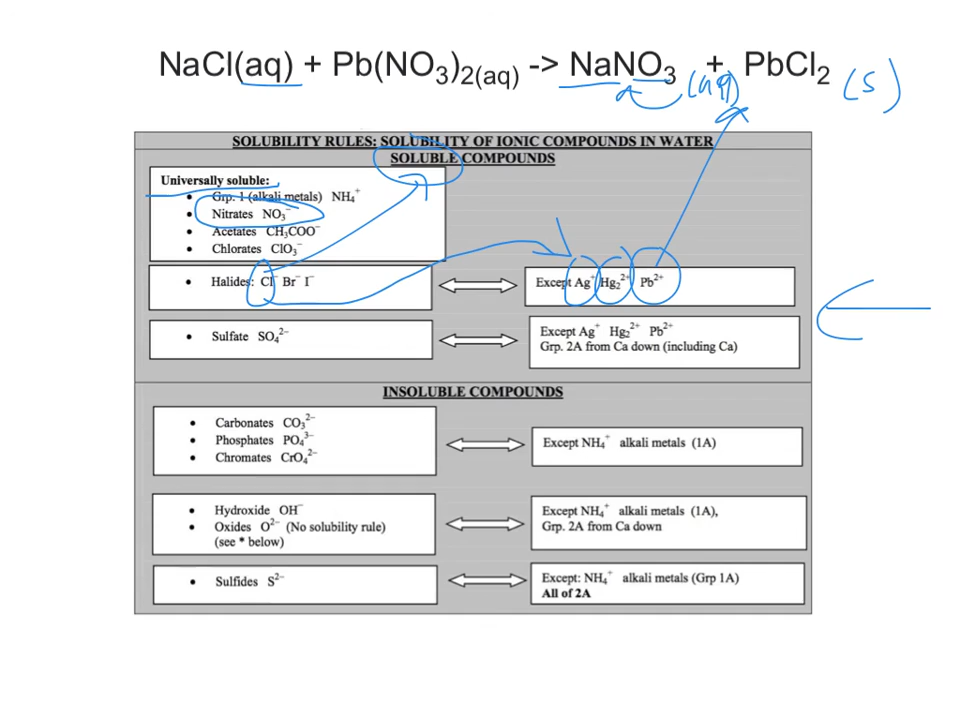 NaCl(aq) + Pb(NO₃)₂(aq) -> NaNO₃ (aq) + PbCl₂ (s)
SOLUBILITY RULES: SOLUBILITY OF IONIC COMPOUNDS IN WATER
SOLUBLE COMPOUNDS
Universally soluble:
• Grp. 1 (alkali metals) NH₄⁺
• Nitrates NO₃⁻
• Acetates CH₃COO⁻
• Chlorates ClO₃⁻
• Halides: Cl⁻ Br⁻ I⁻
Except Ag⁺ Hg₂²⁺ Pb²⁺
• Sulfate SO₄²⁻
Except Ag⁺ Hg₂²⁺ Pb²⁺
Grp. 2A from Ca down (including Ca)
INSOLUBLE COMPOUNDS
• Carbonates CO₃²⁻
• Phosphates PO₄³⁻
• Chromates CrO₄²⁻
Except NH₄⁺ alkali metals (1A)
• Hydroxide OH⁻
• Oxides O²⁻ (No solubility rule)
(see * below)
Except NH₄⁺ alkali metals (1A),
Grp. 2A from Ca down
• Sulfides S²⁻
Except: NH₄⁺ alkali metals (Grp 1A)
All of 2A